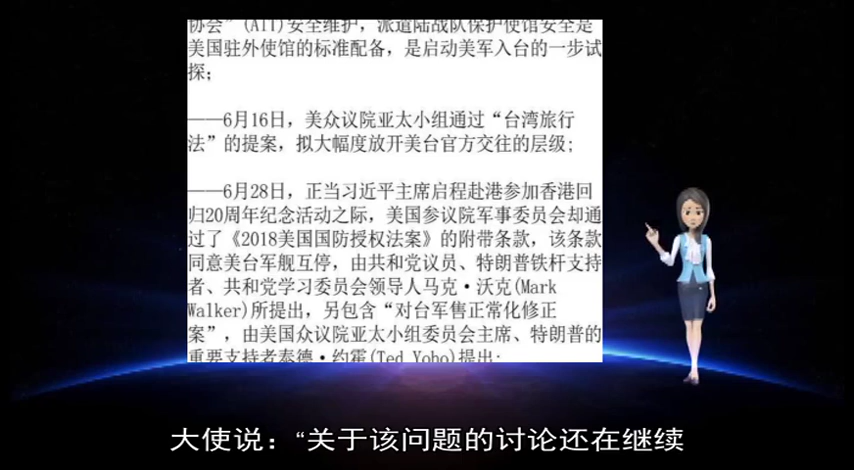 协会”(AIT)安全维护，派遣陆战队保护使馆安全是
美国驻外使馆的标准配备，是启动美军入台的一步试
探；
——6月16日，美众议院亚太小组通过“台湾旅行
法”的提案，拟大幅度放开美台官方交往的层级；
——6月28日，正当习近平主席启程赴港参加香港回
归20周年纪念活动之际，美国参议院军事委员会却通
过了《2018美国国防授权法案》的附带条款，该条款
同意美台军舰互停，由共和党议员、特朗普铁杆支持
者、共和党学习委员会领导人马克·沃克(Mark
Walker)所提出，另包含“对台军售正常化修正
案”，由美国众议院亚太小组委员会主席、特朗普的
重要支持者泰德·约霍(Ted Yoho)提出；
大使说：“关于该问题的讨论还在继续